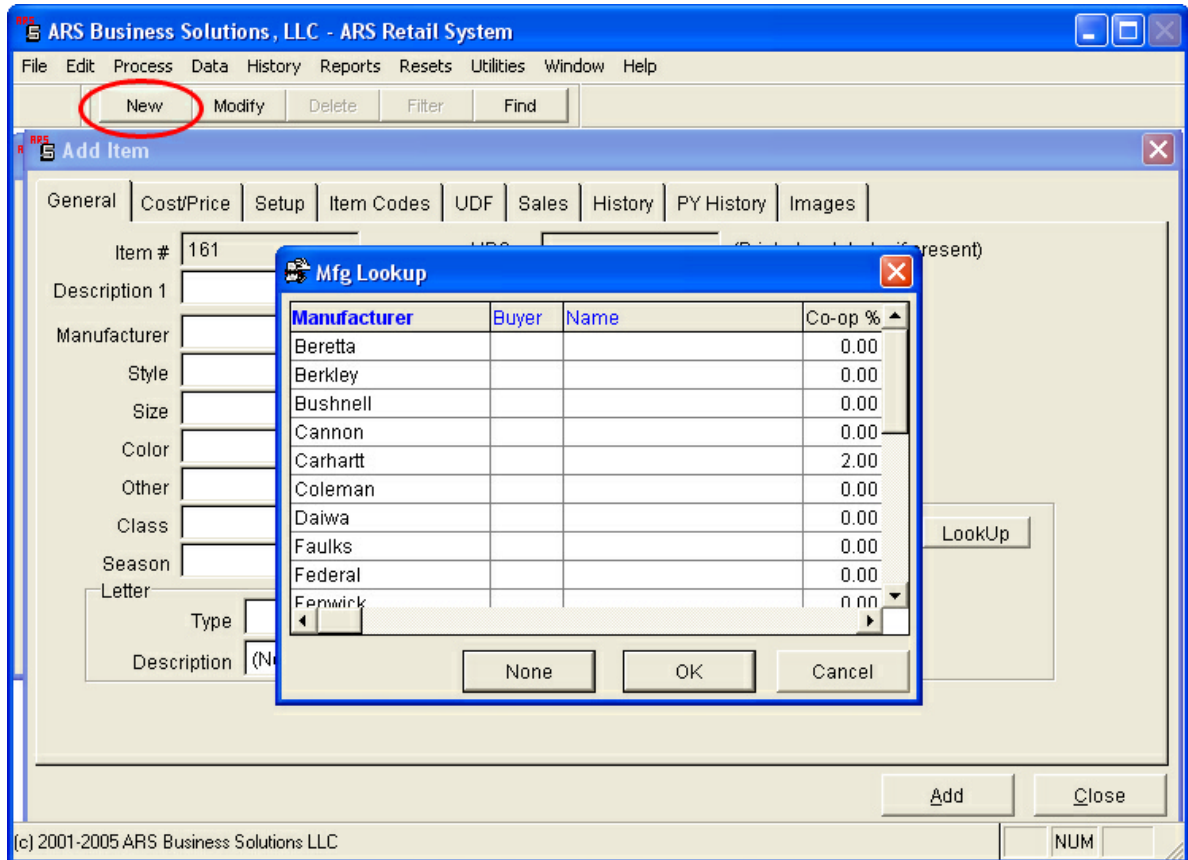 ARS Business Solutions, LLC - ARS Retail System
File Edit Process Data History Reports Resets Utilities Window Help
New Modify Delete Filter Find
Add Item
General Cost/Price Setup Item Codes UDF Sales History PY History Images
Item # 161
Description 1
Manufacturer
Style
Size
Color
Other
Class
Season
Letter
Type
Description
LookUp
Mfg Lookup
Manufacturer Buyer Name Co-op %
Beretta 0.00
Berkley 0.00
Bushnell 0.00
Cannon 0.00
Carhartt 2.00
Coleman 0.00
Daiwa 0.00
Faulks 0.00
Federal 0.00
Fenwick 0.00
None OK Cancel
Add Close
(c) 2001-2005 ARS Business Solutions LLC NUM